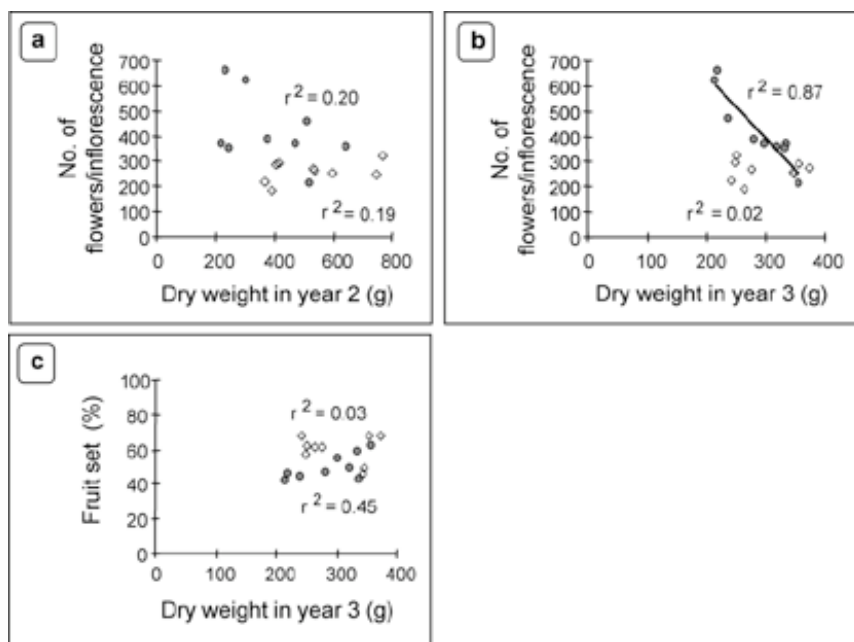 a
700
600
500
400
300
200
100
0
No. of
flowers/inflorescence
r² = 0.20
r² = 0.19
0 200 400 600 800
Dry weight in year 2 (g)
b
700
600
500
400
300
200
100
0
No. of
flowers/inflorescence
r² = 0.87
r² = 0.02
0 100 200 300 400
Dry weight in year 3 (g)
c
100
80
60
40
20
0
Fruit set (%)
r² = 0.03
r² = 0.45
0 100 200 300 400
Dry weight in year 3 (g)